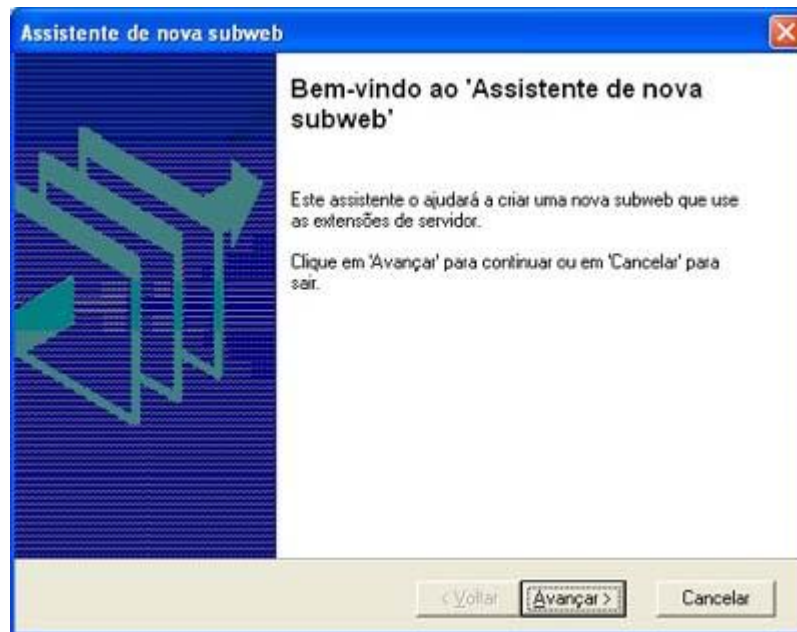 Assistente de nova subweb
Bem-vindo ao 'Assistente de nova
subweb'
Este assistente o ajudará a criar uma nova subweb que use
as extensões de servidor.
Clique em 'Avançar' para continuar ou em 'Cancelar' para
sair.
< Voltar
Avançar >
Cancelar